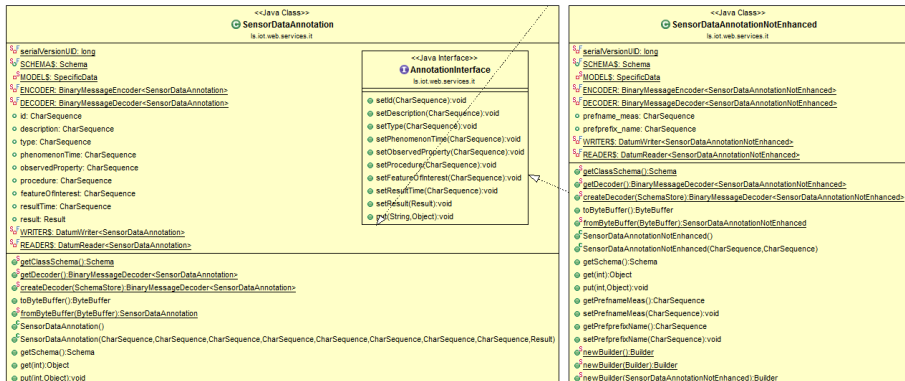 <<Java Class>>
SensorDataAnnotation
ls.iot.web.services.it
serialVersionUID: long
SCHEMA$: Schema
MODEL$: SpecificData
ENCODER: BinaryMessageEncoder<SensorDataAnnotation>
DECODER: BinaryMessageDecoder<SensorDataAnnotation>
id: CharSequence
description: CharSequence
type: CharSequence
phenomenonTime: CharSequence
observedProperty: CharSequence
procedure: CharSequence
featureOfInterest: CharSequence
resultTime: CharSequence
result: Result
WRITER$: DatumWriter<SensorDataAnnotation>
READER$: DatumReader<SensorDataAnnotation>
getClassSchema():Schema
getDecoder():BinaryMessageDecoder<SensorDataAnnotation>
createDecoder(SchemaStore):BinaryMessageDecoder<SensorDataAnnotation>
toByteBuffer():ByteBuffer
fromByteBuffer(ByteBuffer):SensorDataAnnotation
SensorDataAnnotation()
SensorDataAnnotation(CharSequence,CharSequence,CharSequence,CharSequence,CharSequence,CharSequence,CharSequence,CharSequence,Result)
getSchema():Schema
get(int):Object
put(int,Object):void
<<Java Interface>>
AnnotationInterface
ls.iot.web.services.it
setId(CharSequence):void
setDescription(CharSequence):void
setType(CharSequence):void
setPhenomenonTime(CharSequence):void
setObservedProperty(CharSequence):void
setProcedure(CharSequence):void
setFeatureOfInterest(CharSequence):void
setResultTime(CharSequence):void
setResult(Result):void
put(String,Object):void
<<Java Class>>
SensorDataAnnotationNotEnhanced
ls.iot.web.services.it
serialVersionUID: long
SCHEMA$: Schema
MODEL$: SpecificData
ENCODER: BinaryMessageEncoder<SensorDataAnnotationNotEnhanced>
DECODER: BinaryMessageDecoder<SensorDataAnnotationNotEnhanced>
prefname_meas: CharSequence
prefprefix_name: CharSequence
WRITER$: DatumWriter<SensorDataAnnotationNotEnhanced>
READER$: DatumReader<SensorDataAnnotationNotEnhanced>
getClassSchema():Schema
getDecoder():BinaryMessageDecoder<SensorDataAnnotationNotEnhanced>
createDecoder(SchemaStore):BinaryMessageDecoder<SensorDataAnnotationNotEnhanced>
toByteBuffer():ByteBuffer
fromByteBuffer(ByteBuffer):SensorDataAnnotationNotEnhanced
SensorDataAnnotationNotEnhanced()
SensorDataAnnotationNotEnhanced(CharSequence,CharSequence)
getSchema():Schema
get(int):Object
put(int,Object):void
getPrefnameMeas():CharSequence
setPrefnameMeas(CharSequence):void
getPrefprefixName():CharSequence
setPrefprefixName(CharSequence):void
newBuilder():Builder
newBuilder(Builder):Builder
newBuilder(SensorDataAnnotationNotEnhanced):Builder